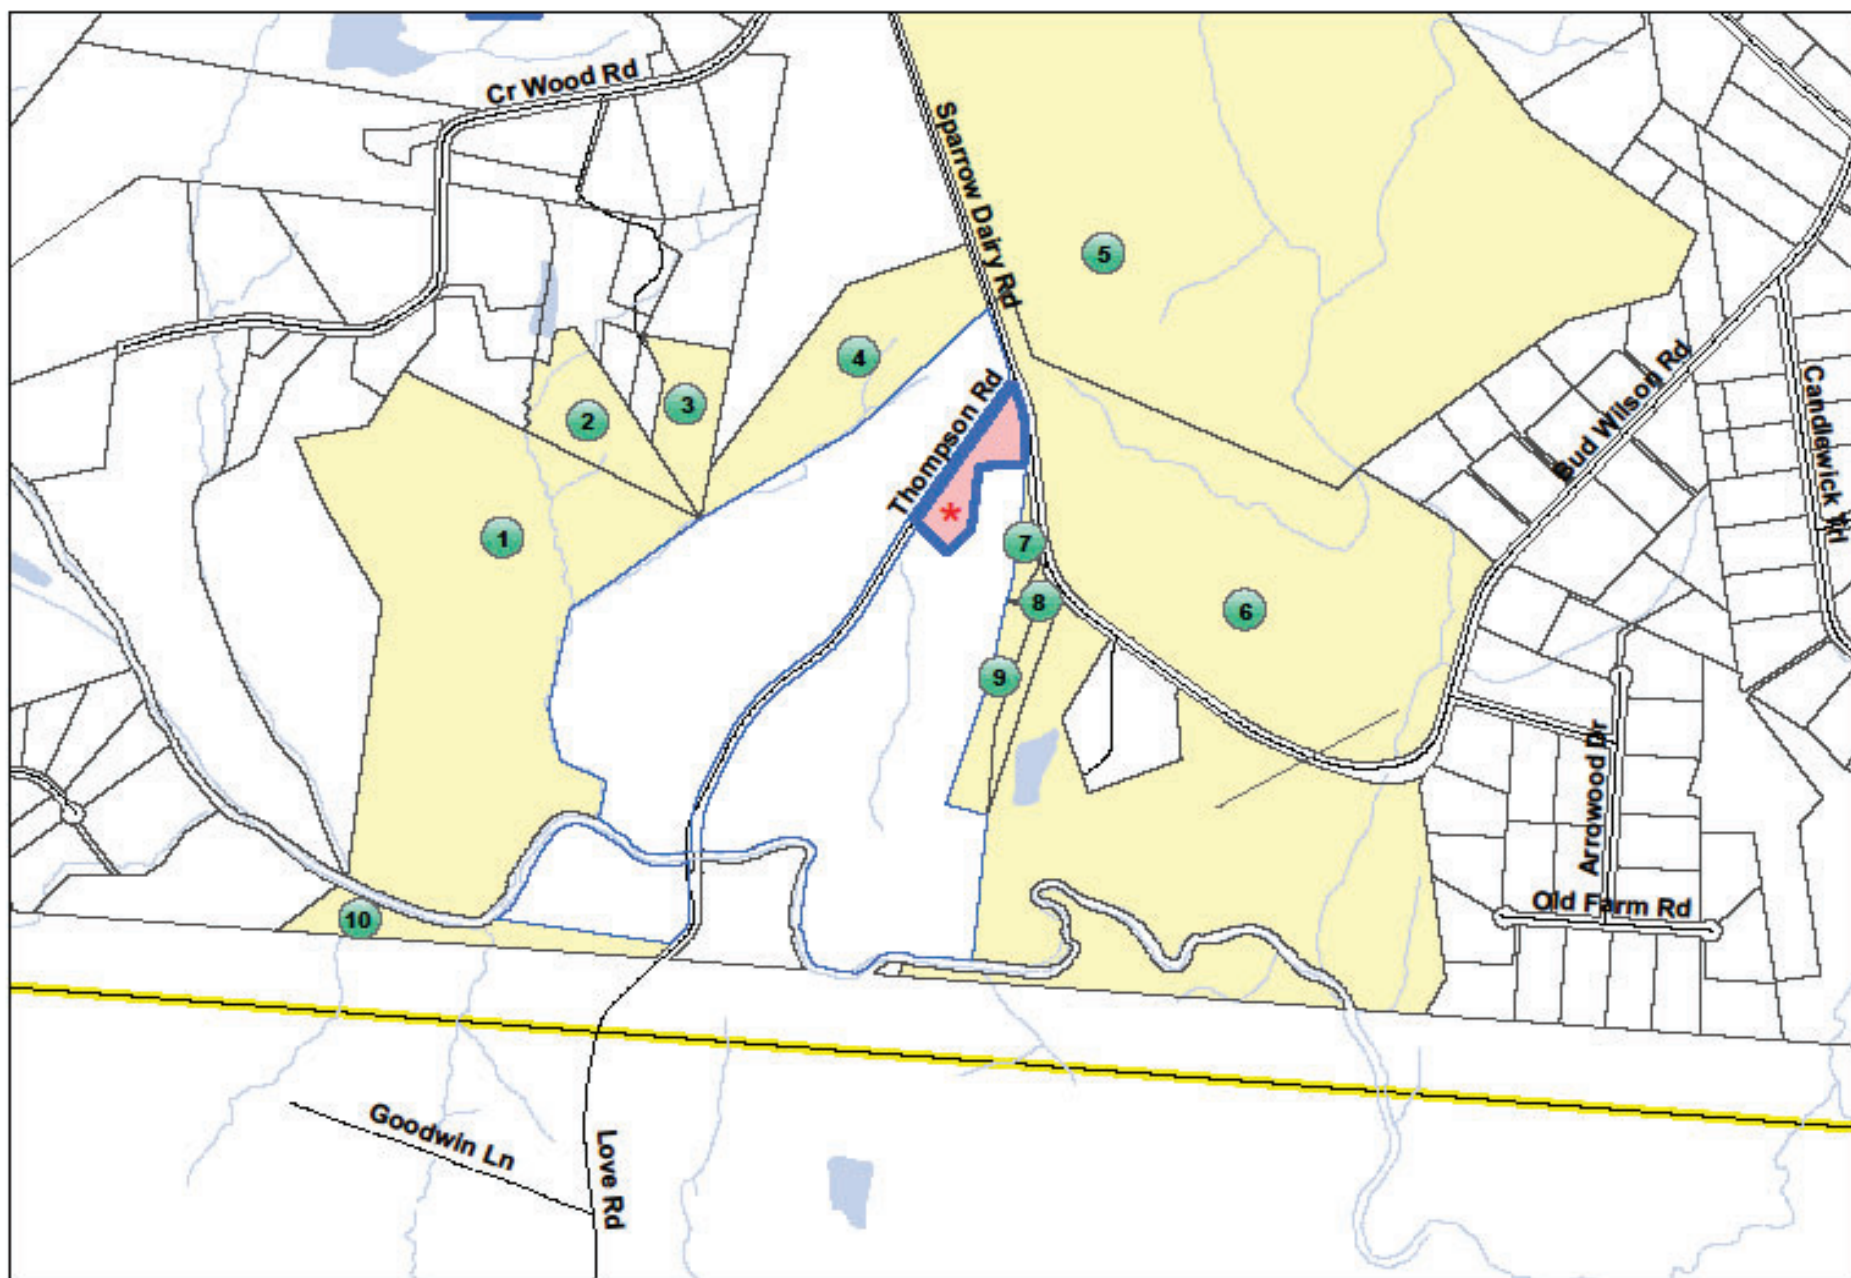 Cr Wood Rd
Sparrow Dairy Rd
5
4
Thompson Rd
3
2
Bud Wilson Rd
Candlewick Trl
*
1
7
8
6
9
Arrowood Dr
Old Farm Rd
10
Goodwin Ln
Love Rd